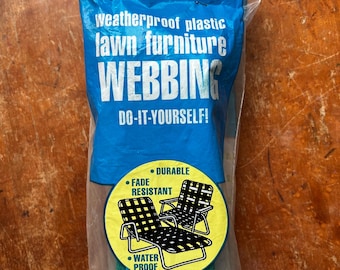 Weatherproof plastic
lawn furniture
WEBBING
DO-IT-YOURSELF!
• DURABLE
• FADE
RESISTANT
• WATER
PROOF